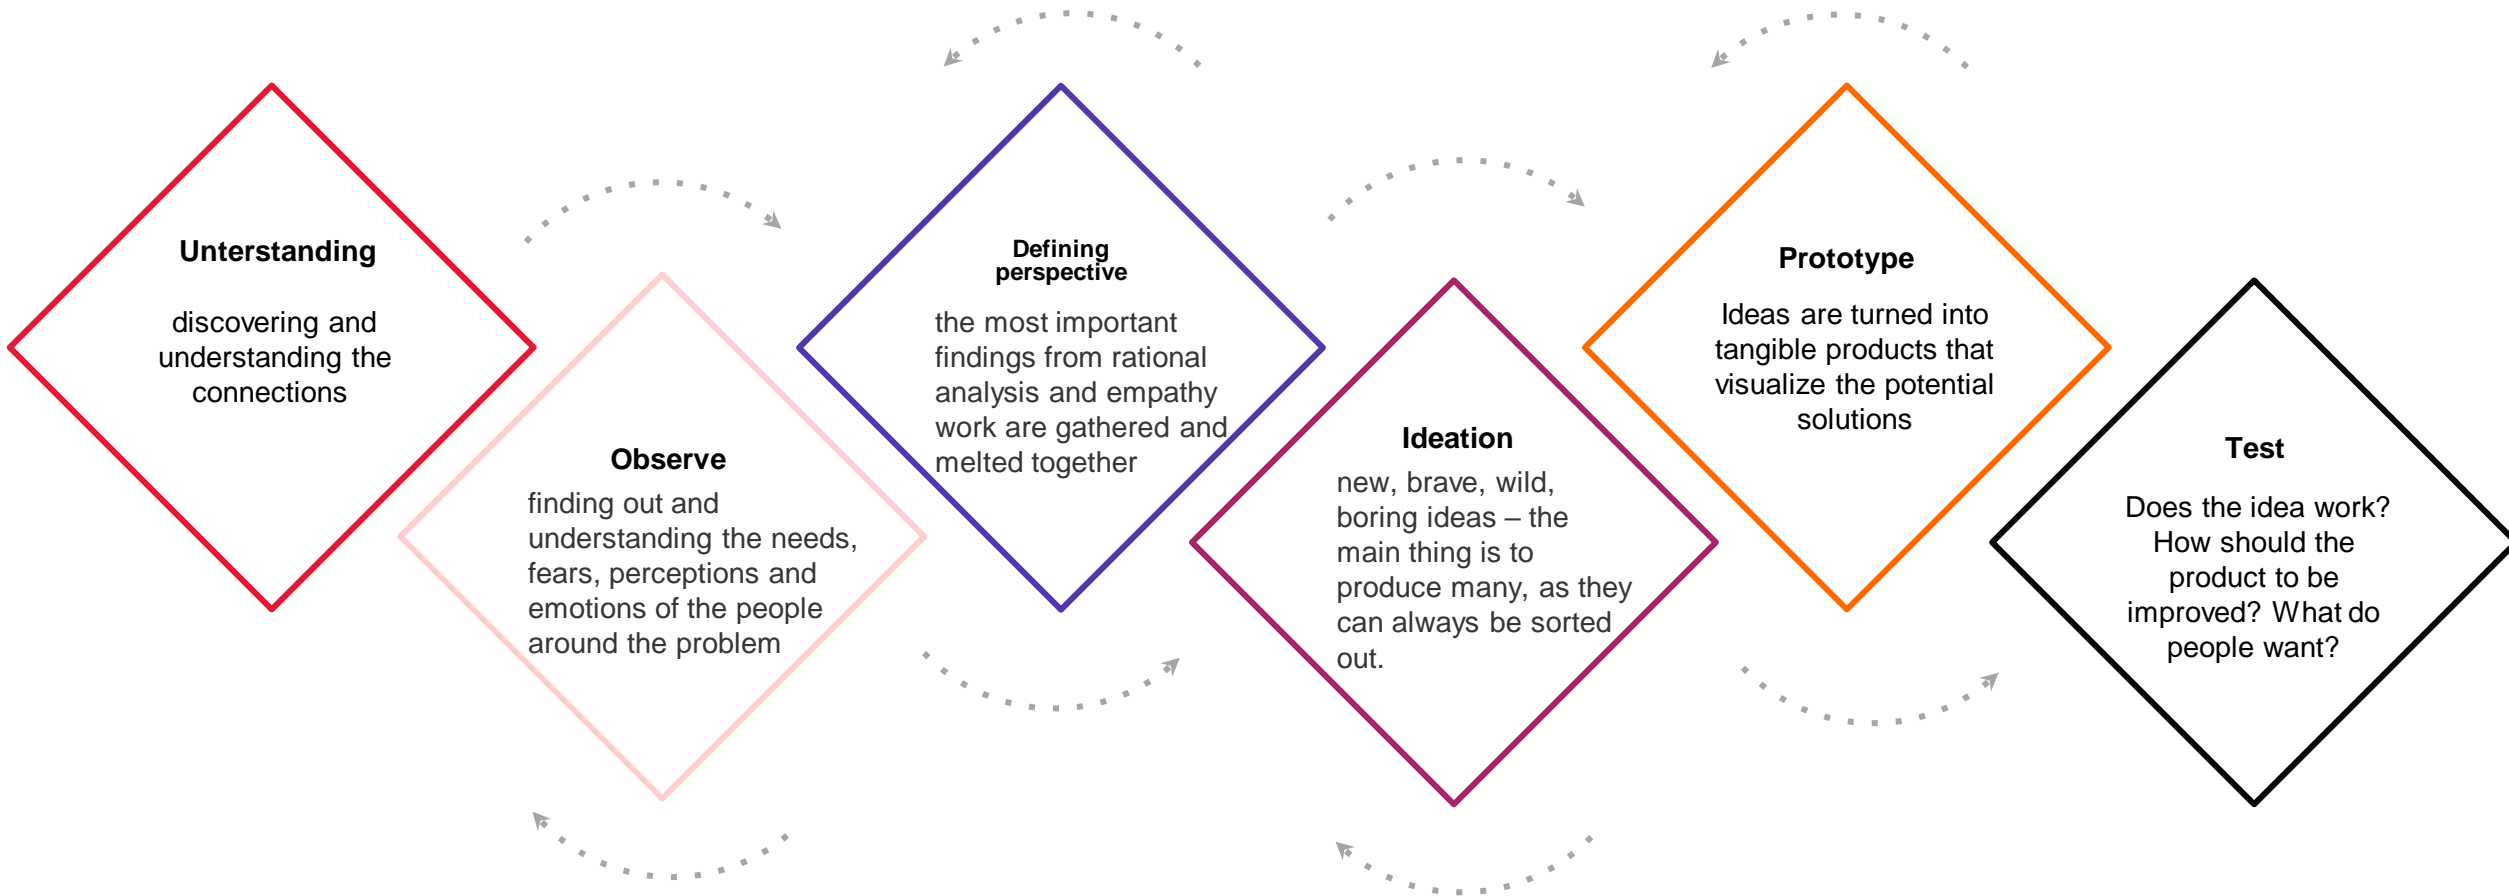 Unterstanding
discovering and
understanding the
connections
Observe
finding out and
understanding the needs,
fears, perceptions and
emotions of the people
around the problem
Defining
perspective
the most important
findings from rational
analysis and empathy
work are gathered and
melted together
Ideation
new, brave, wild,
boring ideas – the
main thing is to
produce many, as they
can always be sorted
out.
Prototype
Ideas are turned into
tangible products that
visualize the potential
solutions
Test
Does the idea work?
How should the
product to be
improved? What do
people want?